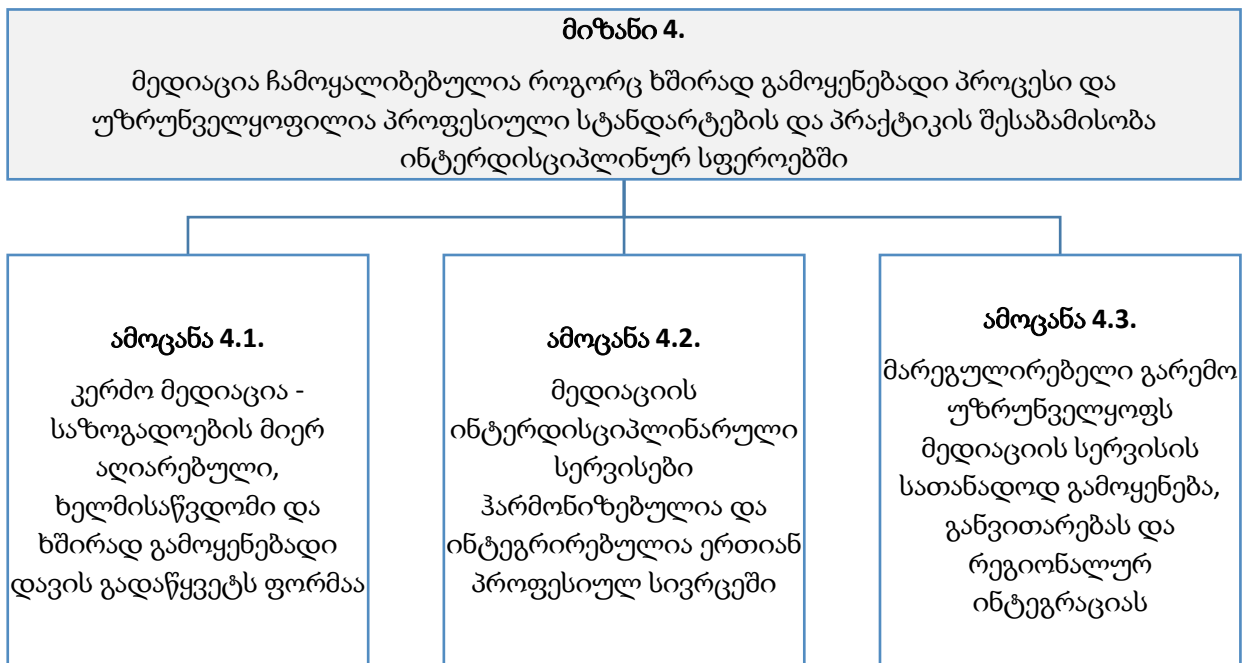 მიზანი 4.
მედიაცია ჩამოყალიბებულია როგორც ხშირად გამოყენებადი პროცესი და
უზრუნველყოფილია პროფესიული სტანდარტების და პრაქტიკის შესაბამისობა
ინტერდისციპლინურ სფეროებში
ამოცანა 4.1.
კერძო მედიაცია -
საზოგადოების მიერ
აღიარებული,
ხელმისაწვდომი და
ხშირად გამოყენებადი
დავის გადაწყვეტს ფორმაა
ამოცანა 4.2.
მედიაციის
ინტერდისციპლინარული
სერვისები
ჰარმონიზებულია და
ინტეგრირებულია ერთიან
პროფესიულ სივრცეში
ამოცანა 4.3.
მარეგულირებელი გარემო
უზრუნველყოფს
მედიაციის სერვისის
სათანადოდ გამოყენება,
განვითარებას და
რეგიონალურ
ინტეგრაციას